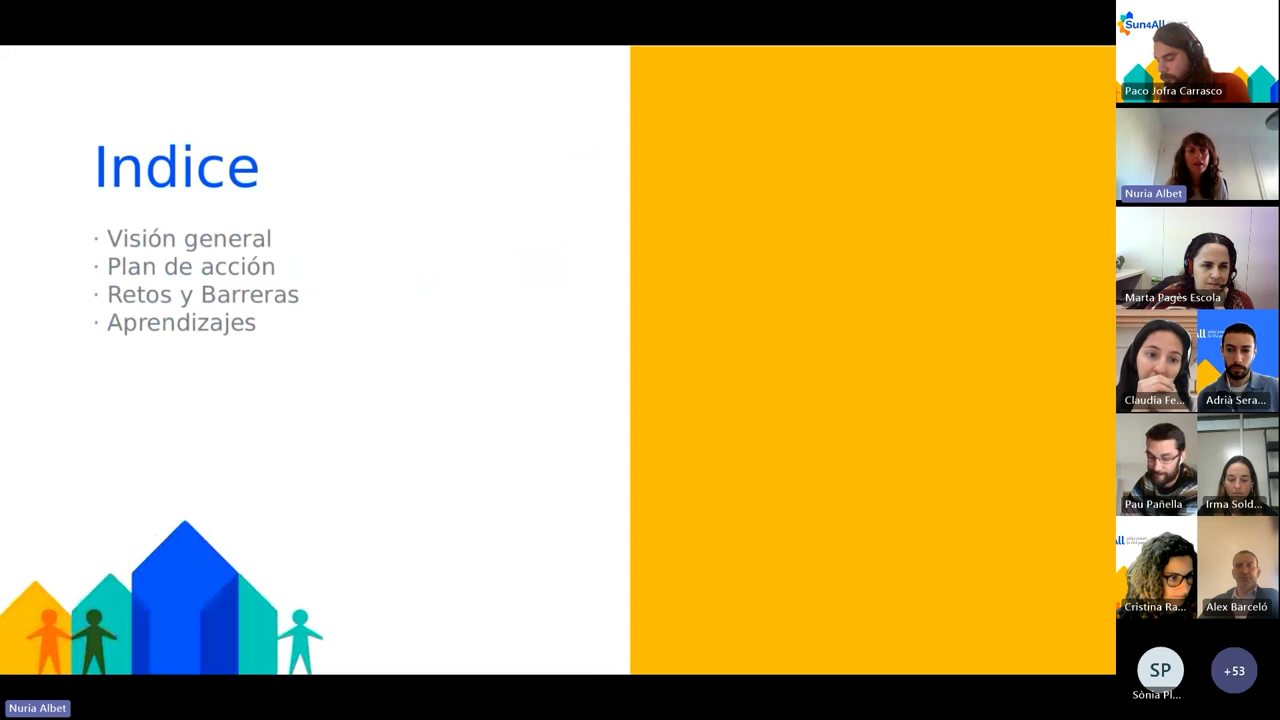 Indice
· Visión general
· Plan de acción
· Retos y Barreras
· Aprendizajes
Nuria Albet
Sun4All
Paco Jofra Carrasco
Nuria Albet
Marta Pagès Escola
Claudia Fe...
Adrià Sera...
Pau Pañella
Irma Sold...
Cristina Ra...
Alex Barceló
SP
Sònia Pl...
+53